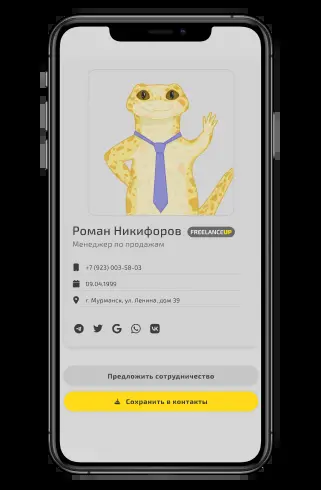 Роман Никифоров FREELANCEUP
Менеджер по продажам
+7 (923) 003-58-03
09.04.1999
г. Мурманск, ул. Ленина, дом 39
Предложить сотрудничество
Сохранить в контакты